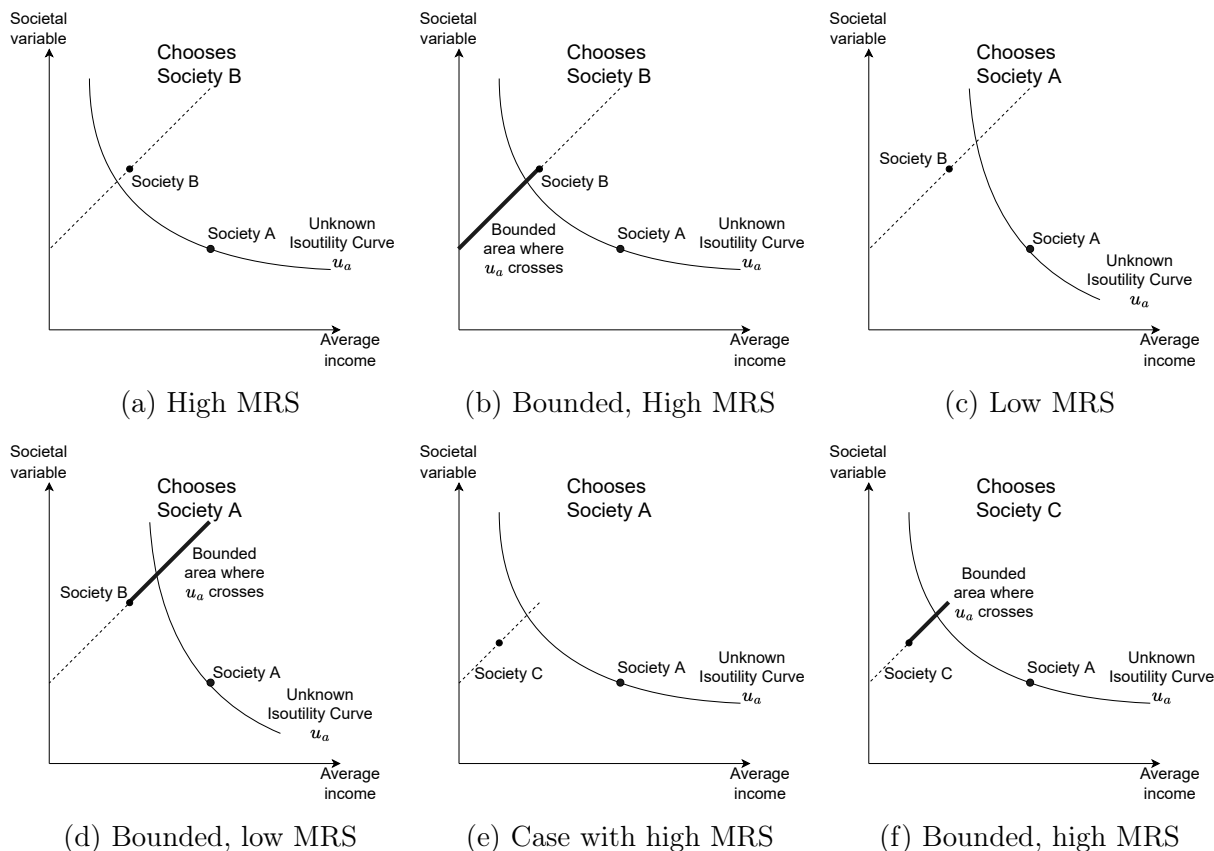 Societal
variable
Chooses
Society B
Society B
Society A
Unknown
Isoutility Curve
u_a
Average
income
(a) High MRS
Societal
variable
Chooses
Society B
Society B
Bounded
area where
u_a crosses
Society A
Unknown
Isoutility Curve
u_a
Average
income
(b) Bounded, High MRS
Societal
variable
Chooses
Society A
Society B
Society A
Unknown
Isoutility Curve
u_a
Average
income
(c) Low MRS
Societal
variable
Chooses
Society A
Bounded
area where
u_a crosses
Society B
Society A
Unknown
Isoutility Curve
u_a
Average
income
(d) Bounded, low MRS
Societal
variable
Chooses
Society A
Society C
Society A
Unknown
Isoutility Curve
u_a
Average
income
(e) Case with high MRS
Societal
variable
Chooses
Society C
Bounded
area where
u_a crosses
Society C
Society A
Unknown
Isoutility Curve
u_a
Average
income
(f) Bounded, high MRS